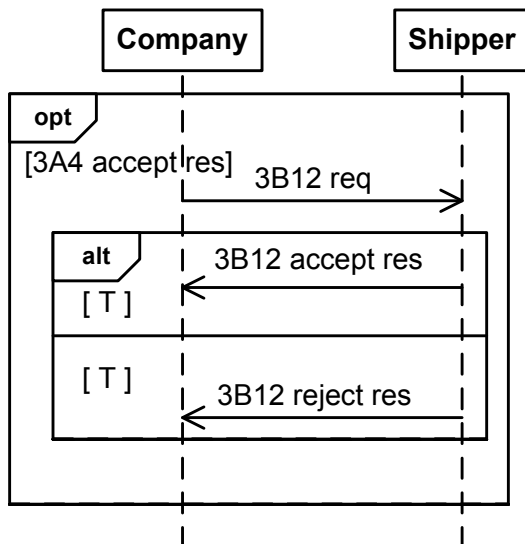 Company Shipper
opt
[3A4 accept res]
3B12 req
alt
3B12 accept res
[ T ]
[ T ]
3B12 reject res